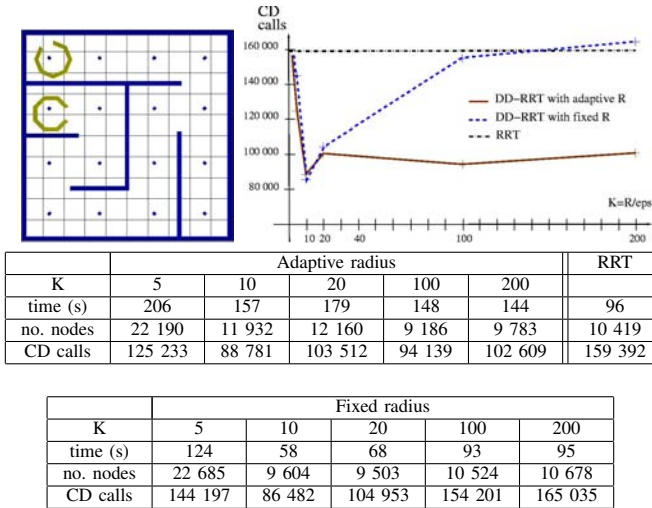 CD
calls
160 000
140 000
120 000
100 000
80 000
DD-RRT with adaptive R
DD-RRT with fixed R
RRT
K=R/eps
1 10 20 40 100 200
Adaptive radius RRT
K 5 10 20 100 200
time (s) 206 157 179 148 144 96
no. nodes 22 190 11 932 12 160 9 186 9 783 10 419
CD calls 125 233 88 781 103 512 94 139 102 609 159 392
Fixed radius
K 5 10 20 100 200
time (s) 124 58 68 93 95
no. nodes 22 685 9 604 9 503 10 524 10 678
CD calls 144 197 86 482 104 953 154 201 165 035